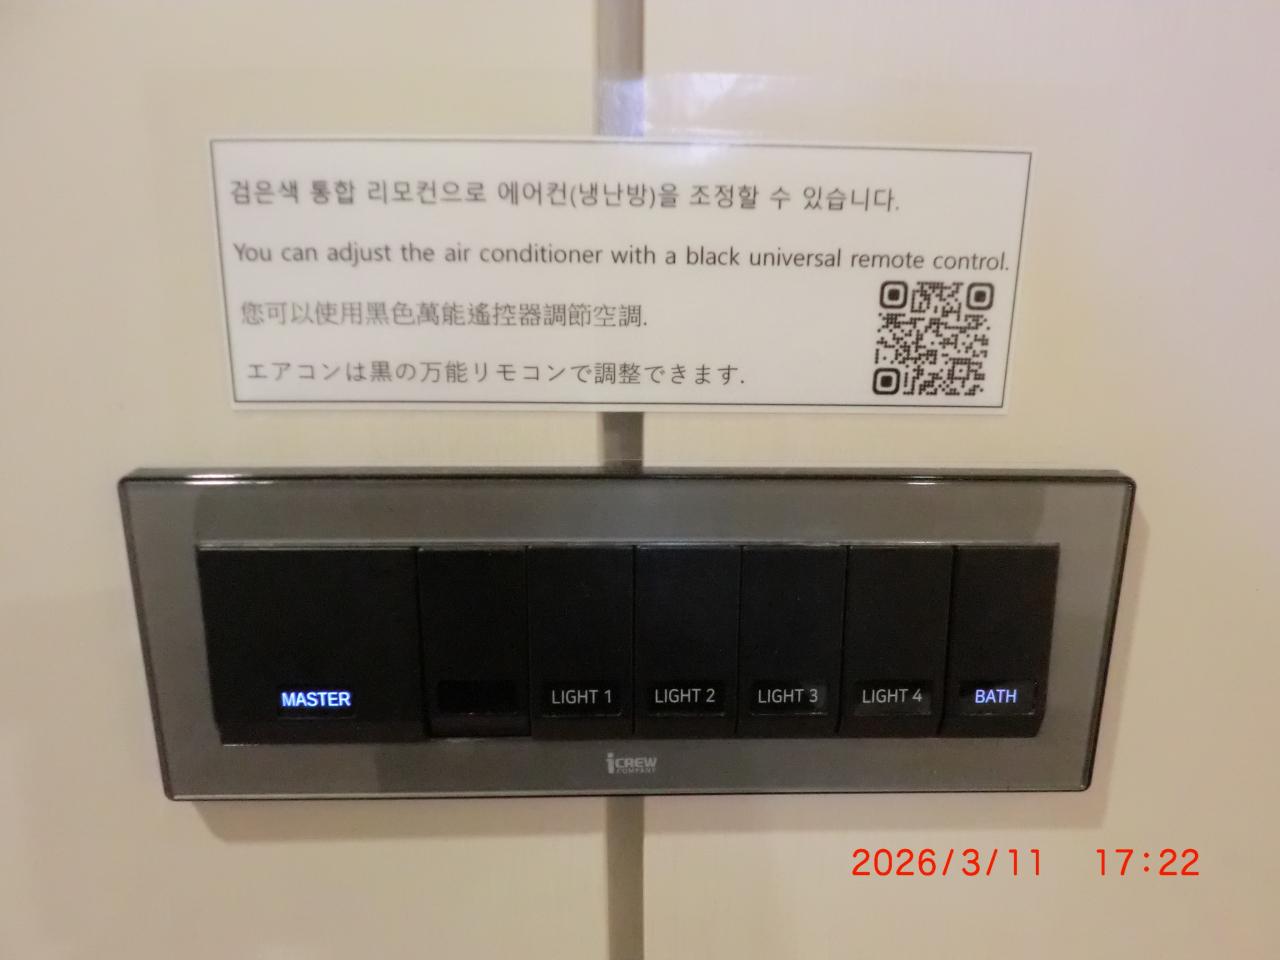 검은색 통합 리모컨으로 에어컨(냉난방)을 조정할 수 있습니다.
You can adjust the air conditioner with a black universal remote control.
您可以使用黑色萬能遙控器調節空調.
エアコンは黒の万能リモコンで調整できます.
MASTER LIGHT 1 LIGHT 2 LIGHT 3 LIGHT 4 BATH
iCREW
COMPANY
2026/3/11 17:22